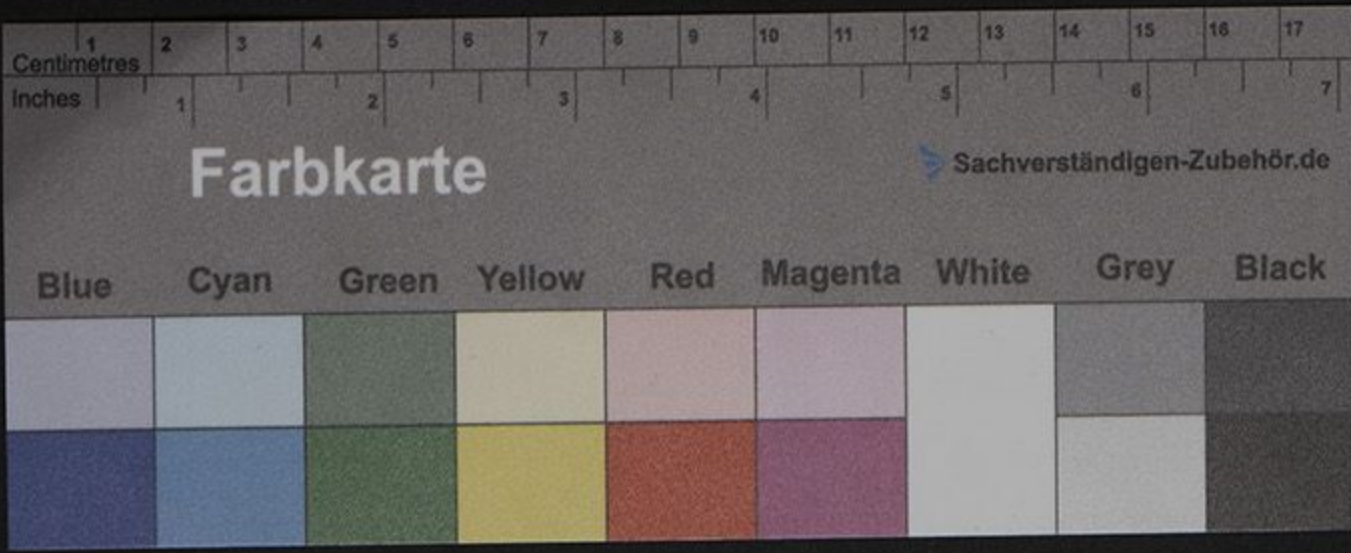 1 2 3 4 5 6 7 8 9 10 11 12 13 14 15 16 17
Centimetres
Inches 1 2 3 4 5 6 7
Farbkarte
Sachverständigen-Zubehör.de
Blue Cyan Green Yellow Red Magenta White Grey Black